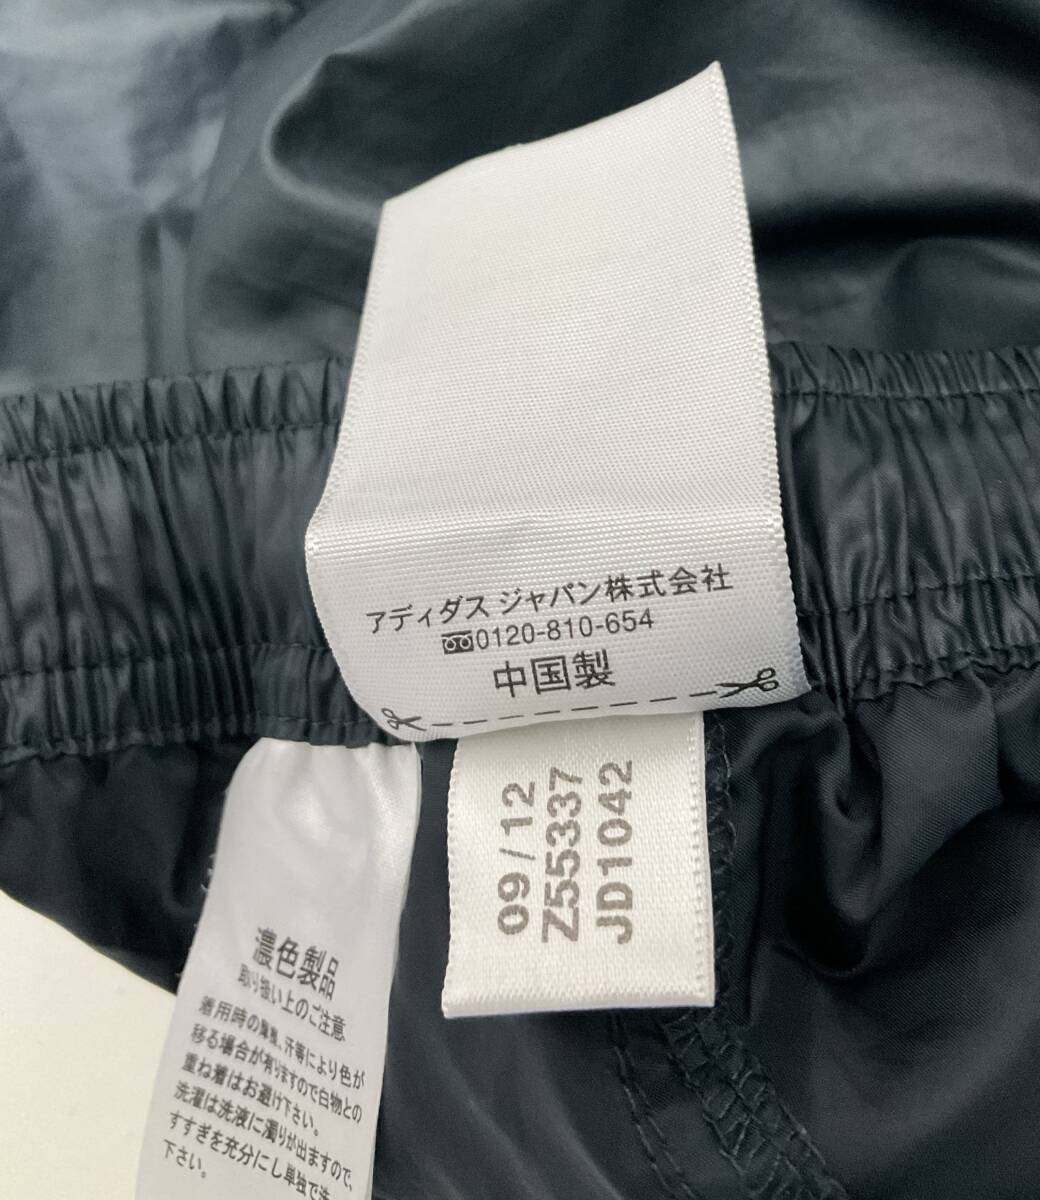 アディダス ジャパン株式会社
0120-810-654
中国製
09/12
Z55337
JD1042
濃色製品
取り扱い上のご注意
着用時の摩擦、汗等により色が
移る場合が有りますので白物との
重ね着はお避け下さい。
洗濯は洗液に濁りが出ますので、
すすぎを充分にし単独で洗
下さい。